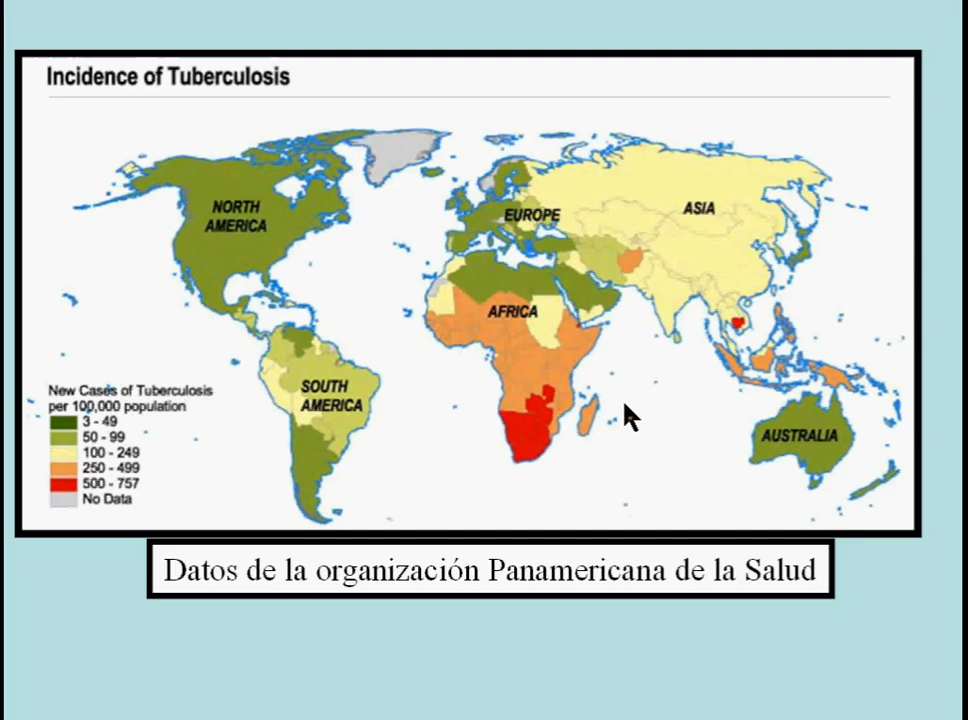 Incidence of Tuberculosis
NORTH
AMERICA
EUROPE
ASIA
AFRICA
SOUTH
AMERICA
AUSTRALIA
New Cases of Tuberculosis
per 100,000 population
3 - 49
50 - 99
100 - 249
250 - 499
500 - 757
No Data
Datos de la organización Panamericana de la Salud